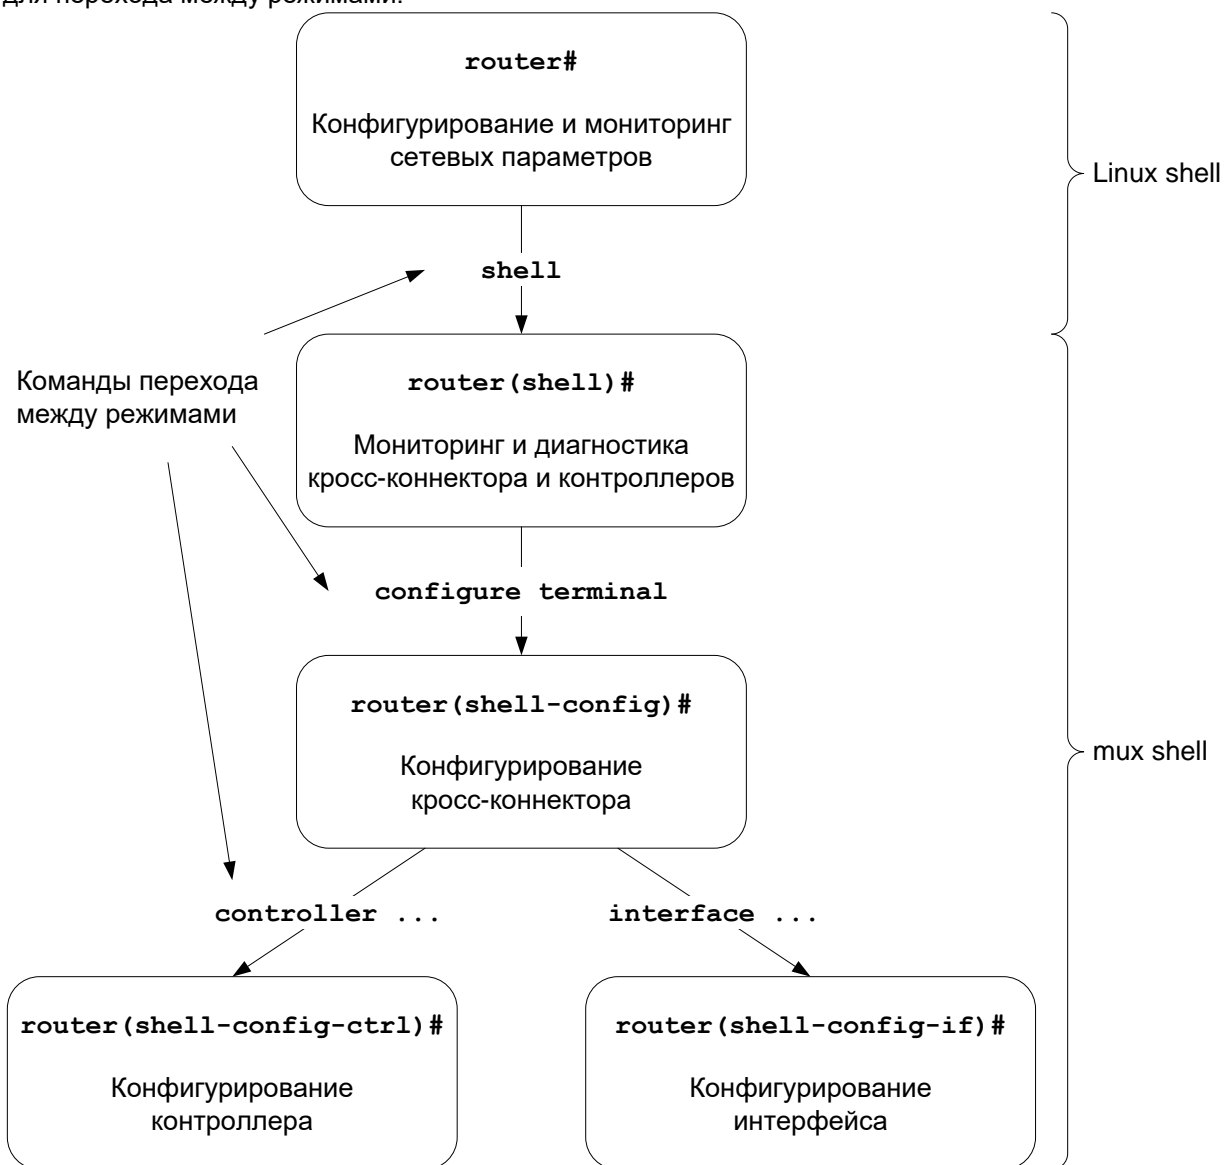 для перехода между режимами.
router#
Конфигурирование и мониторинг
сетевых параметров
Linux shell
shell
router(shell)#
Команды перехода
между режимами
Мониторинг и диагностика
кросс-коннектора и контроллеров
configure terminal
router(shell-config)#
Конфигурирование
кросс-коннектора
mux shell
controller ...
interface ...
router(shell-config-ctrl)#
Конфигурирование
контроллера
router(shell-config-if)#
Конфигурирование
интерфейса